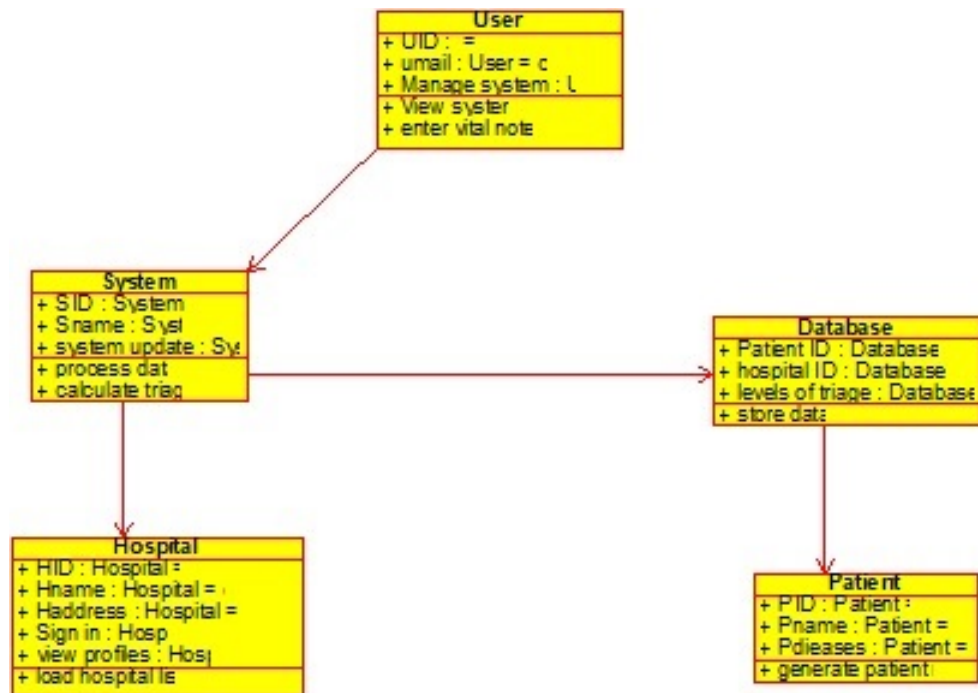 User
+ UID : =
+ umail : User = c
+ Manage system : U
+ View syster
+ enter vital note
System
+ SID : System
+ Sname : Syst
+ system update : Sys
+ process dat
+ calculate triag
Database
+ Patient ID : Database
+ hospital ID : Database
+ levels of triage : Database
+ store data
Hospital
+ HID : Hospital =
+ Hname : Hospital =
+ Haddress : Hospital =
+ Sign in : Hosp
+ view profiles : Hosp
+ load hospital lis
Patient
+ PID : Patient =
+ Pname : Patient =
+ Pdieases : Patient =
+ generate patient